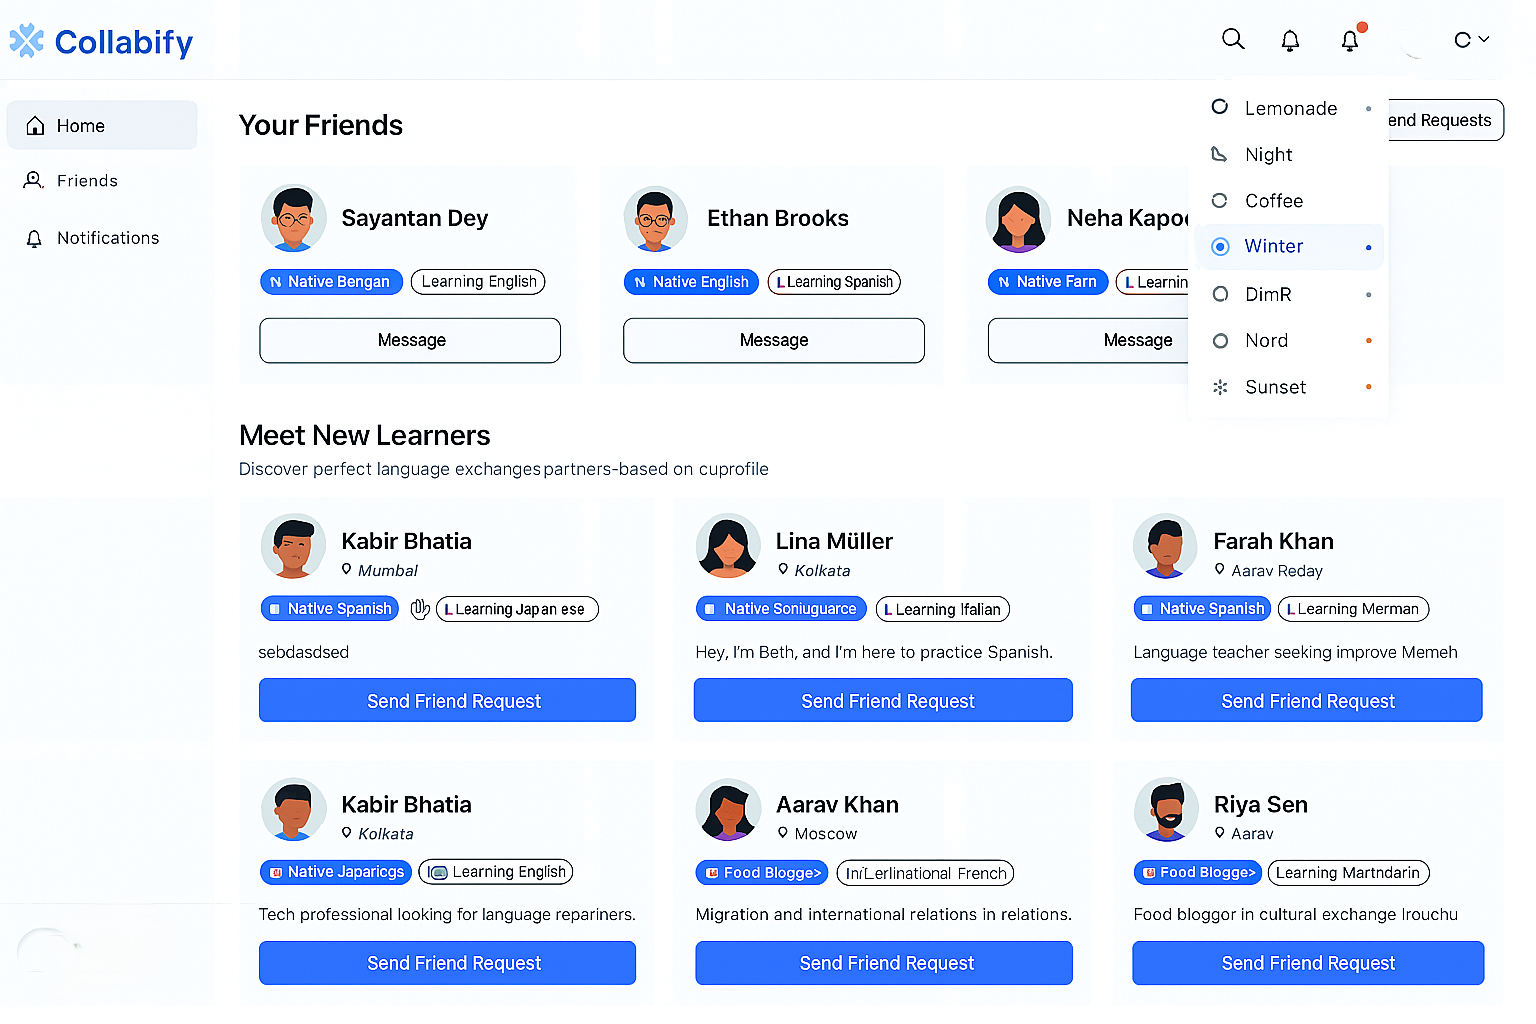 Collabify
Home
Friends
Notifications
Your Friends
end Requests
Lemonade
Night
Coffee
Winter
DimR
Nord
Sunset
Sayantan Dey
Native Bengan
Learning English
Message
Ethan Brooks
Native English
Learning Spanish
Message
Neha Kapoo
Native Farn
Learnin
Message
Meet New Learners
Discover perfect language exchanges partners-based on cuprofile
Kabir Bhatia
Mumbal
Native Spanish
Learning Japan ese
sebdasdsed
Send Friend Request
Lina Müller
Kolkata
Native Soniuguarce
Learning Ifalian
Hey, I'm Beth, and I'm here to practice Spanish.
Send Friend Request
Farah Khan
Aarav Reday
Native Spanish
Learning Merman
Language teacher seeking improve Memeh
Send Friend Request
Kabir Bhatia
Kolkata
Native Japaricgs
Learning English
Tech professional looking for language repariners.
Send Friend Request
Aarav Khan
Moscow
Food Blogge>
French
Migration and international relations in relations.
Send Friend Request
Riya Sen
Aarav
Food Blogge>
Learning Martndarin
Food bloggor in cultural exchange Irouchu
Send Friend Request